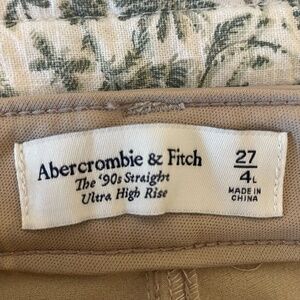 Abercrombie & Fitch
The '90s Straight
Ultra High Rise
27
4L
MADE IN
CHINA